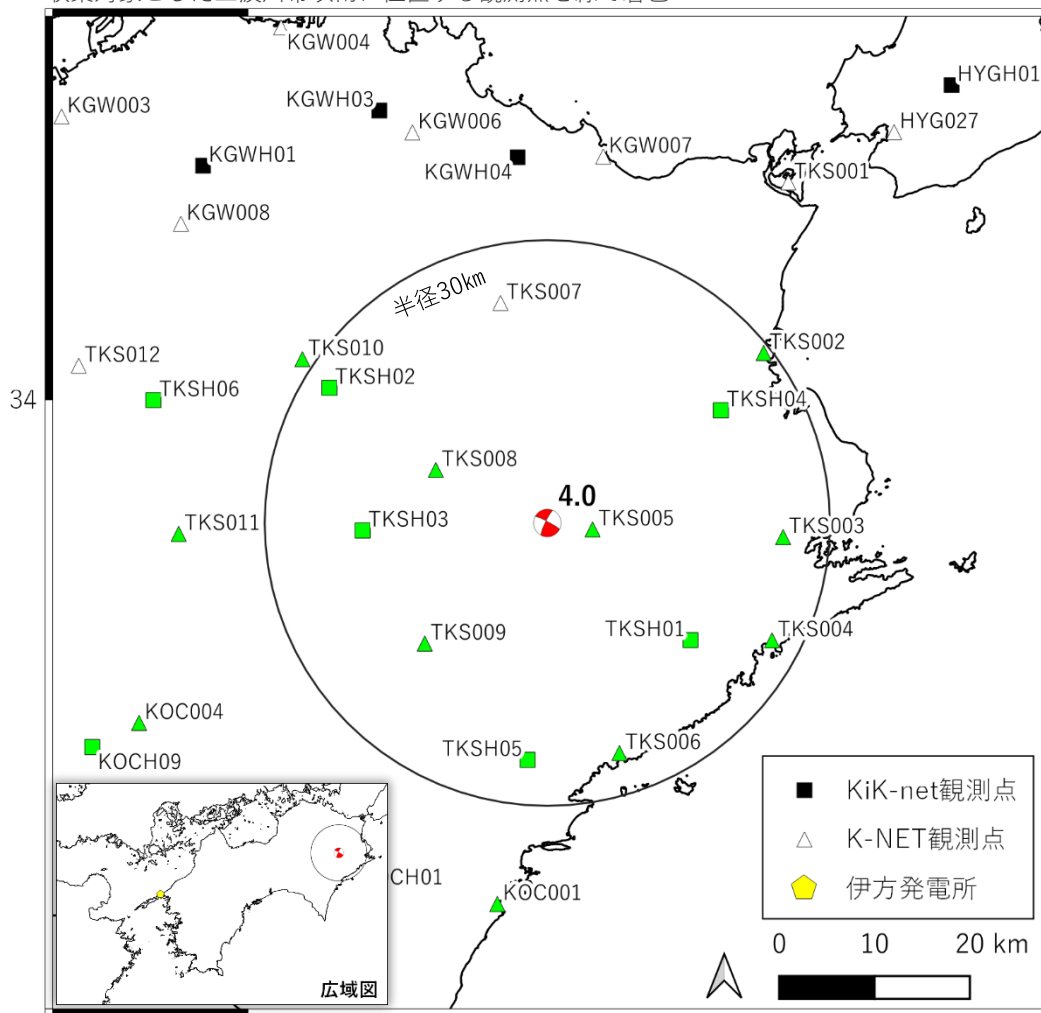 KGW004
HYGH01
KGWH03
KGW003
KGW006
HYG027
KGWH01
KGWH04
KGW007
TKS001
KGW008
半径30km
TKS007
TKS010
TKS002
TKS012
TKSH02
TKSH06
34
TKSH04
TKS008
4.0
TKS011
TKSH03
TKS005
TKS003
TKS009
TKSH01
TKS004
KOC004
KOCH09
TKSH05
TKS006
KiK-net観測点
K-NET観測点
伊方発電所
CH01
KOC001
0 10 20 km
広域図